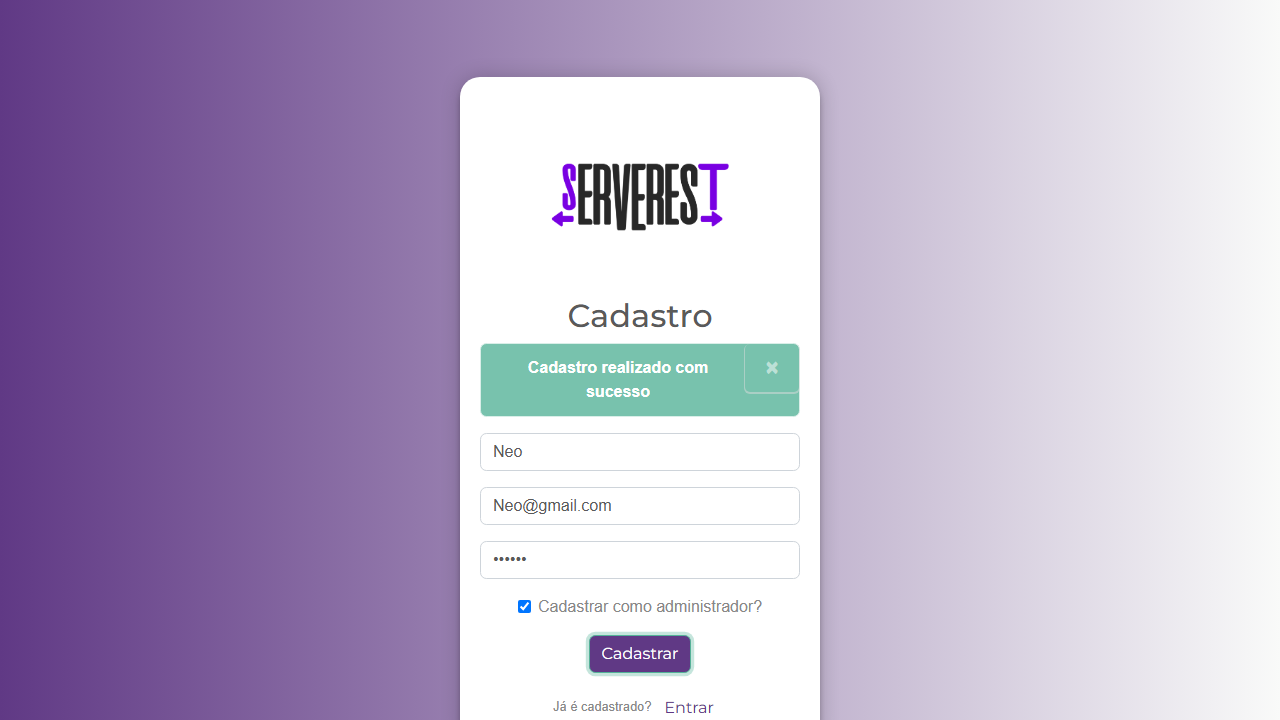 SERVEREST
Cadastro
Cadastro realizado com
sucesso
×
Neo
Neo@gmail.com
••••••
Cadastrar como administrador?
Cadastrar
Já é cadastrado? Entrar